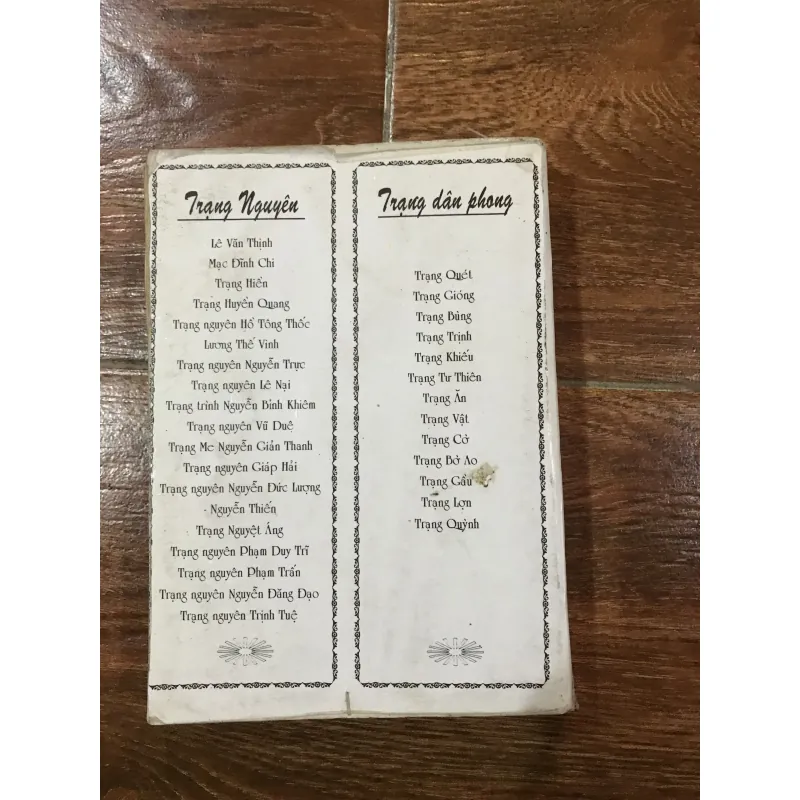 Trạng Nguyên
Lê Văn Thịnh
Mạc Đĩnh Chi
Trạng Hiền
Trạng Huyền Quang
Trạng nguyên Hồ Tông Thốc
Lương Thế Vinh
Trạng nguyên Nguyễn Trực
Trạng nguyên Lê Nại
Trạng trình Nguyễn Bỉnh Khiêm
Trạng nguyên Vũ Duệ
Trạng Me Nguyễn Giản Thanh
Trạng nguyên Giáp Hải
Trạng nguyên Nguyễn Đức Lượng
Nguyễn Thiến
Trạng Nguyệt Áng
Trạng nguyên Phạm Duy Trĩ
Trạng nguyên Phạm Trấn
Trạng nguyên Nguyễn Đăng Đạo
Trạng nguyên Trịnh Tuệ
Trạng dân phong
Trạng Quét
Trạng Gióng
Trạng Bùng
Trạng Trịnh
Trạng Khiếu
Trạng Tư Thiên
Trạng Ăn
Trạng Vật
Trạng Cờ
Trạng Bở Ao
Trạng Gầu
Trạng Lợn
Trạng Quỳnh